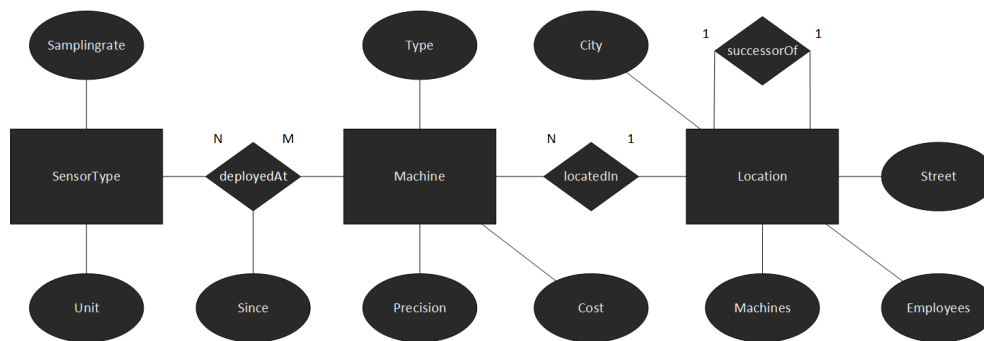 Samplingrate
Type
City
1
successorOf
1
SensorType
N
M
deployedAt
Machine
N
1
locatedIn
Location
Street
Unit
Since
Precision
Cost
Machines
Employees